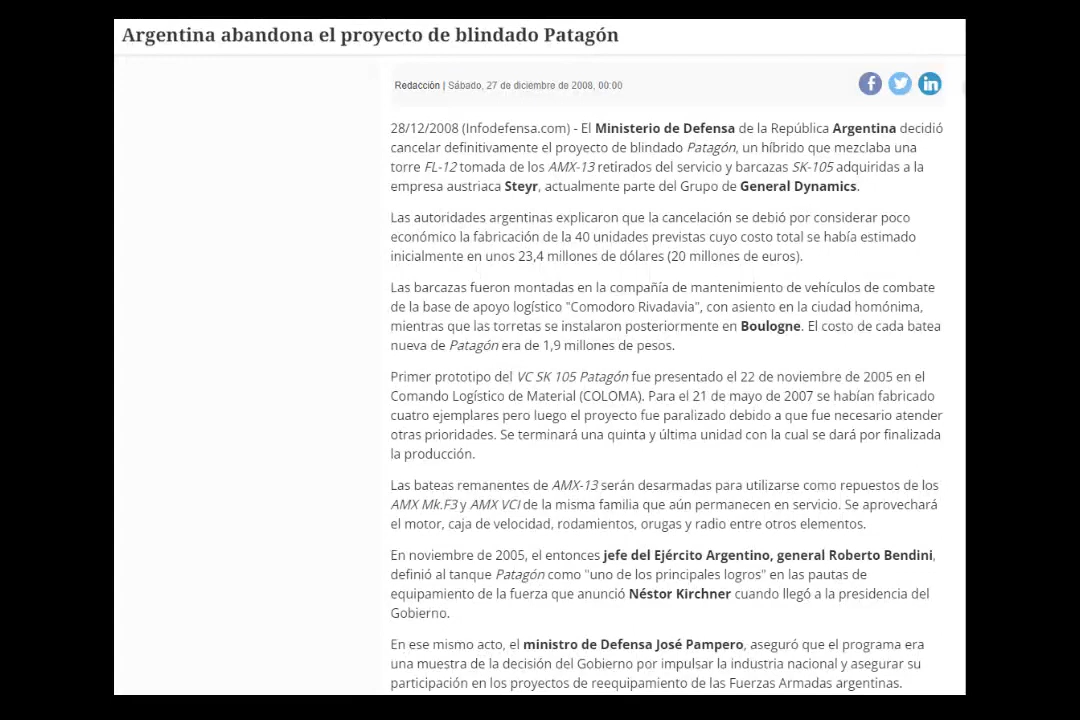 Argentina abandona el proyecto de blindado Patagón
Redacción | Sábado, 27 de diciembre de 2008, 00:00
28/12/2008 (Infodefensa.com) - El Ministerio de Defensa de la República Argentina decidió
cancelar definitivamente el proyecto de blindado Patagón, un híbrido que mezclaba una
torre FL-12 tomada de los AMX-13 retirados del servicio y barcazas SK-105 adquiridas a la
empresa austriaca Steyr, actualmente parte del Grupo de General Dynamics.
Las autoridades argentinas explicaron que la cancelación se debió por considerar poco
económico la fabricación de la 40 unidades previstas cuyo costo total se había estimado
inicialmente en unos 23,4 millones de dólares (20 millones de euros).
Las barcazas fueron montadas en la compañía de mantenimiento de vehículos de combate
de la base de apoyo logístico "Comodoro Rivadavia", con asiento en la ciudad homónima,
mientras que las torretas se instalaron posteriormente en Boulogne. El costo de cada batea
nueva de Patagón era de 1,9 millones de pesos.
Primer prototipo del VC SK 105 Patagón fue presentado el 22 de noviembre de 2005 en el
Comando Logístico de Material (COLOMA). Para el 21 de mayo de 2007 se habían fabricado
cuatro ejemplares pero luego el proyecto fue paralizado debido a que fue necesario atender
otras prioridades. Se terminará una quinta y última unidad con la cual se dará por finalizada
la producción.
Las bateas remanentes de AMX-13 serán desarmadas para utilizarse como repuestos de los
AMX Mk.F3 y AMX VCI de la misma familia que aún permanecen en servicio. Se aprovechará
el motor, caja de velocidad, rodamientos, orugas y radio entre otros elementos.
En noviembre de 2005, el entonces jefe del Ejército Argentino, general Roberto Bendini,
definió al tanque Patagón como "uno de los principales logros" en las pautas de
equipamiento de la fuerza que anunció Néstor Kirchner cuando llegó a la presidencia del
Gobierno.
En ese mismo acto, el ministro de Defensa José Pampero, aseguró que el programa era
una muestra de la decisión del Gobierno por impulsar la industria nacional y asegurar su
participación en los proyectos de reequipamiento de las Fuerzas Armadas argentinas.